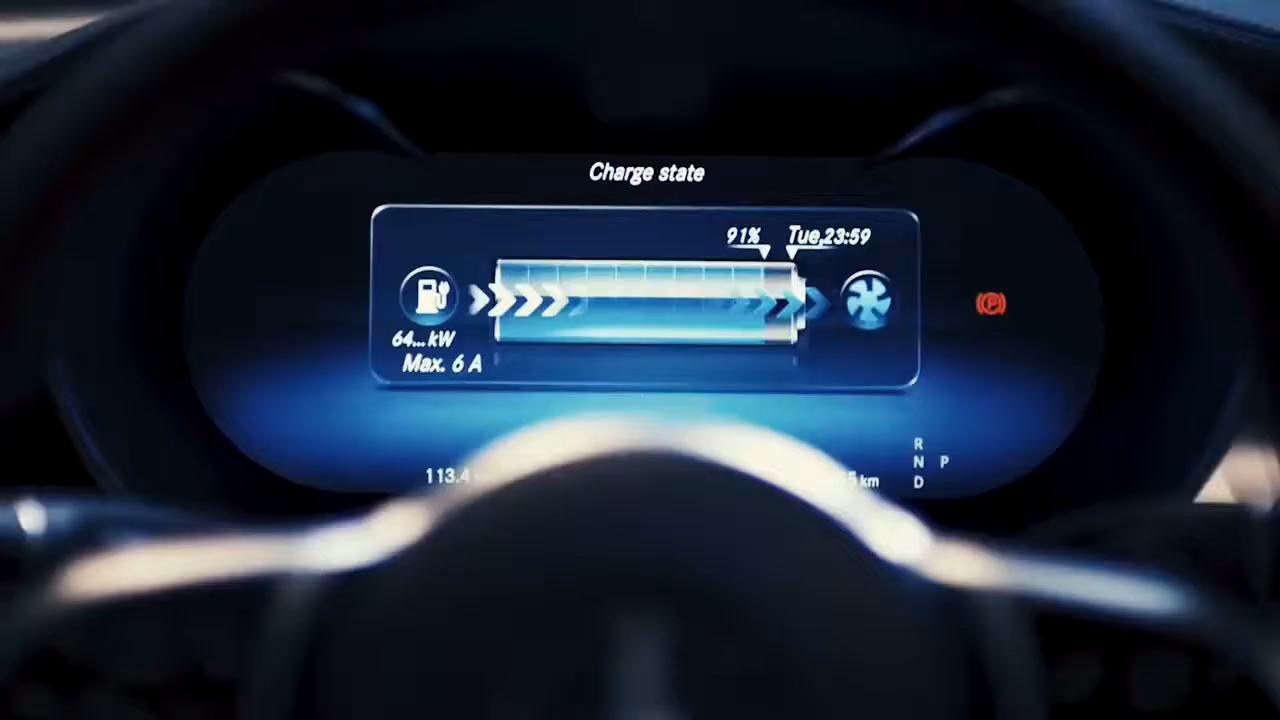 Charge state
91% Tue,23:59
64... kW
Max. 6 A
R
N P
D
113.4
km